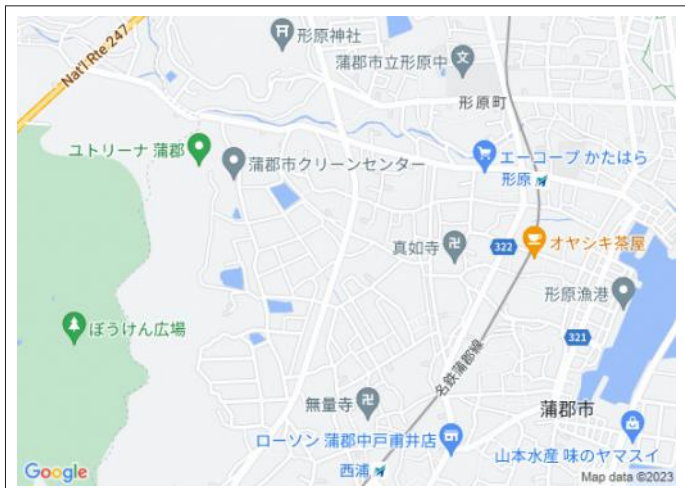 Nat'l Rte 247
形原神社
蒲郡市立形原中
形原町
ユトリーナ 蒲郡
蒲郡市クリーンセンター
エーコープ かたはら
形原
真如寺
322
オヤシキ茶屋
形原漁港
ぼうけん広場
321
名鉄蒲郡線
無量寺
蒲郡市
ローソン 蒲郡中戸甫井店
山本水産 味のヤマスイ
西浦
Google
Map data ©2023